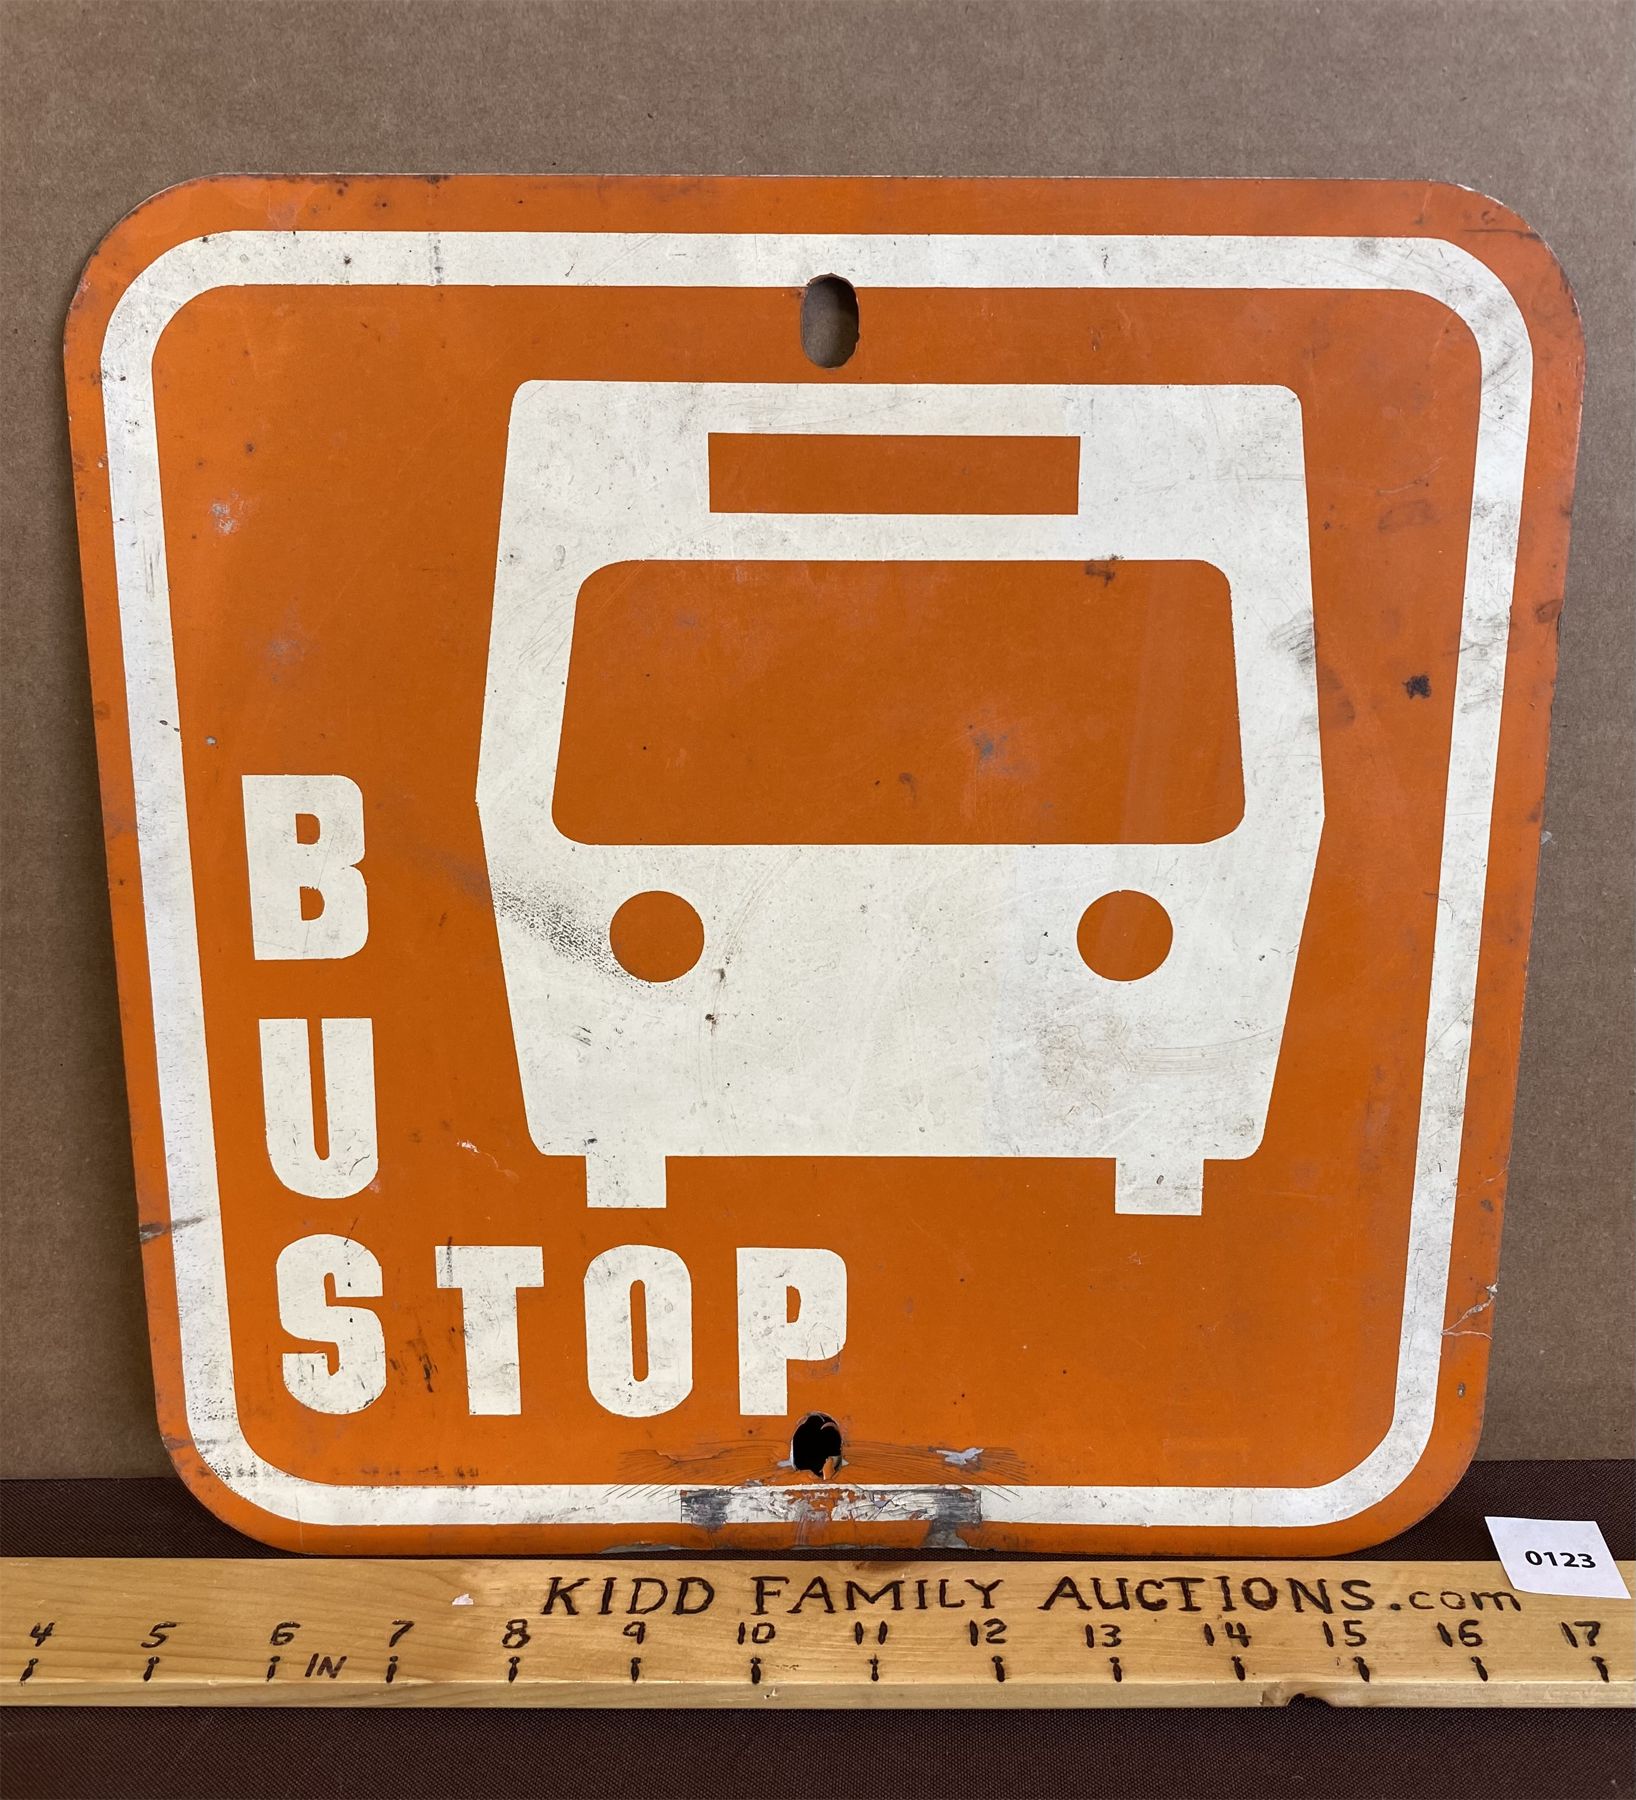 BUS
STOP
0123
KIDD FAMILY AUCTIONS.com
4 5 6 7 8 9 10 11 12 13 14 15 16 17
IN